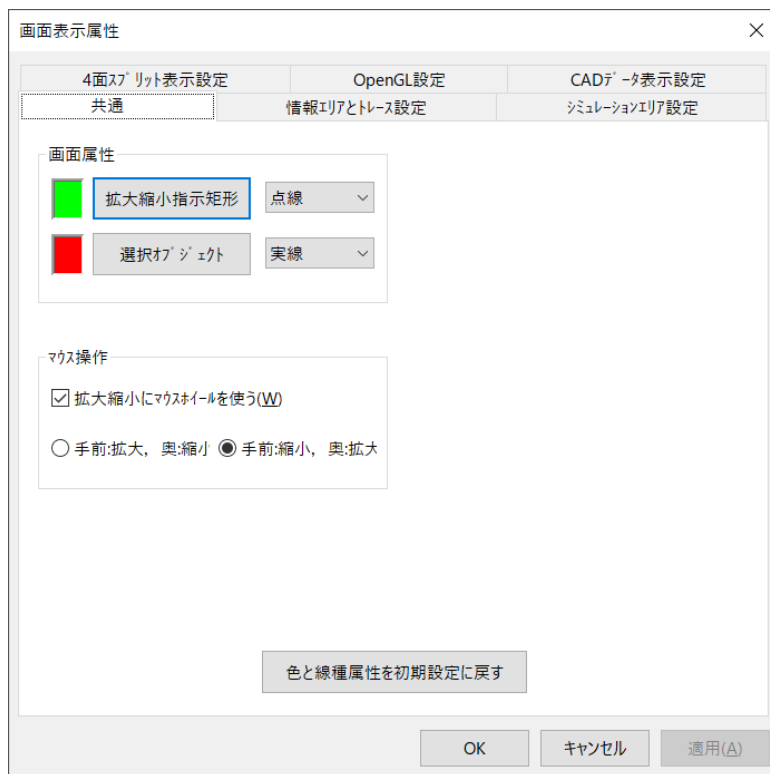 画面表示属性
4面ｽﾌﾟﾘｯﾄ表示設定 OpenGL設定 CADﾃﾞｰﾀ表示設定
共通 情報ｴﾘｱとﾄﾚｰｽ設定 ｼﾐｭﾚｰｼｮﾝｴﾘｱ設定
画面属性
拡大縮小指示矩形 点線
選択ｵﾌﾞｼﾞｪｸﾄ 実線
ﾏｳｽ操作
拡大縮小にﾏｳｽﾎｲｰﾙを使う(W)
手前:拡大，奥:縮小 手前:縮小，奥:拡大
色と線種属性を初期設定に戻す
OK キャンセル 適用(A)